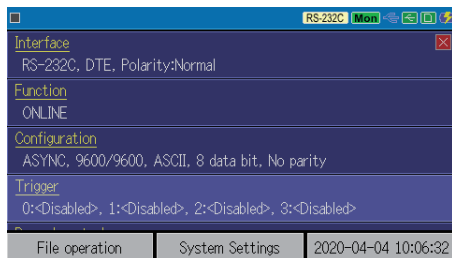 RS-232C Mon
Interface
RS-232C, DTE, Polarity:Normal
Function
ONLINE
Configuration
ASYNC, 9600/9600, ASCII, 8 data bit, No parity
Trigger
0:<Disabled>, 1:<Disabled>, 2:<Disabled>, 3:<Disabled>
File operation
System Settings
2020-04-04 10:06:32